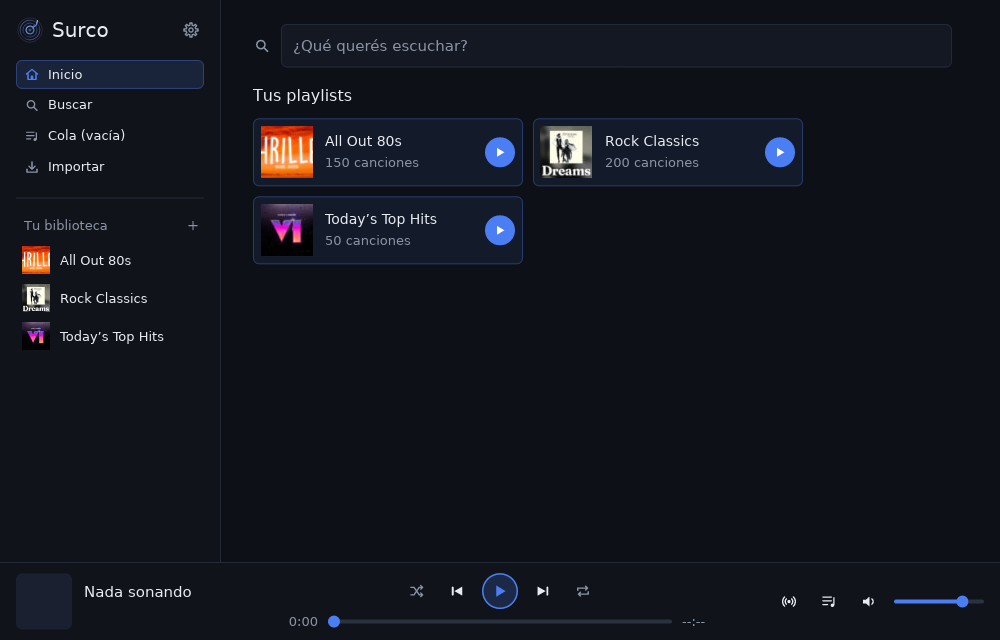 Surco
Inicio
Buscar
Cola (vacía)
Importar
Tu biblioteca
All Out 80s
Rock Classics
Today’s Top Hits
¿Qué querés escuchar?
Tus playlists
HRILLE
All Out 80s
150 canciones
Dreams
Rock Classics
200 canciones
VI
Today’s Top Hits
50 canciones
Nada sonando
0:00
--:--